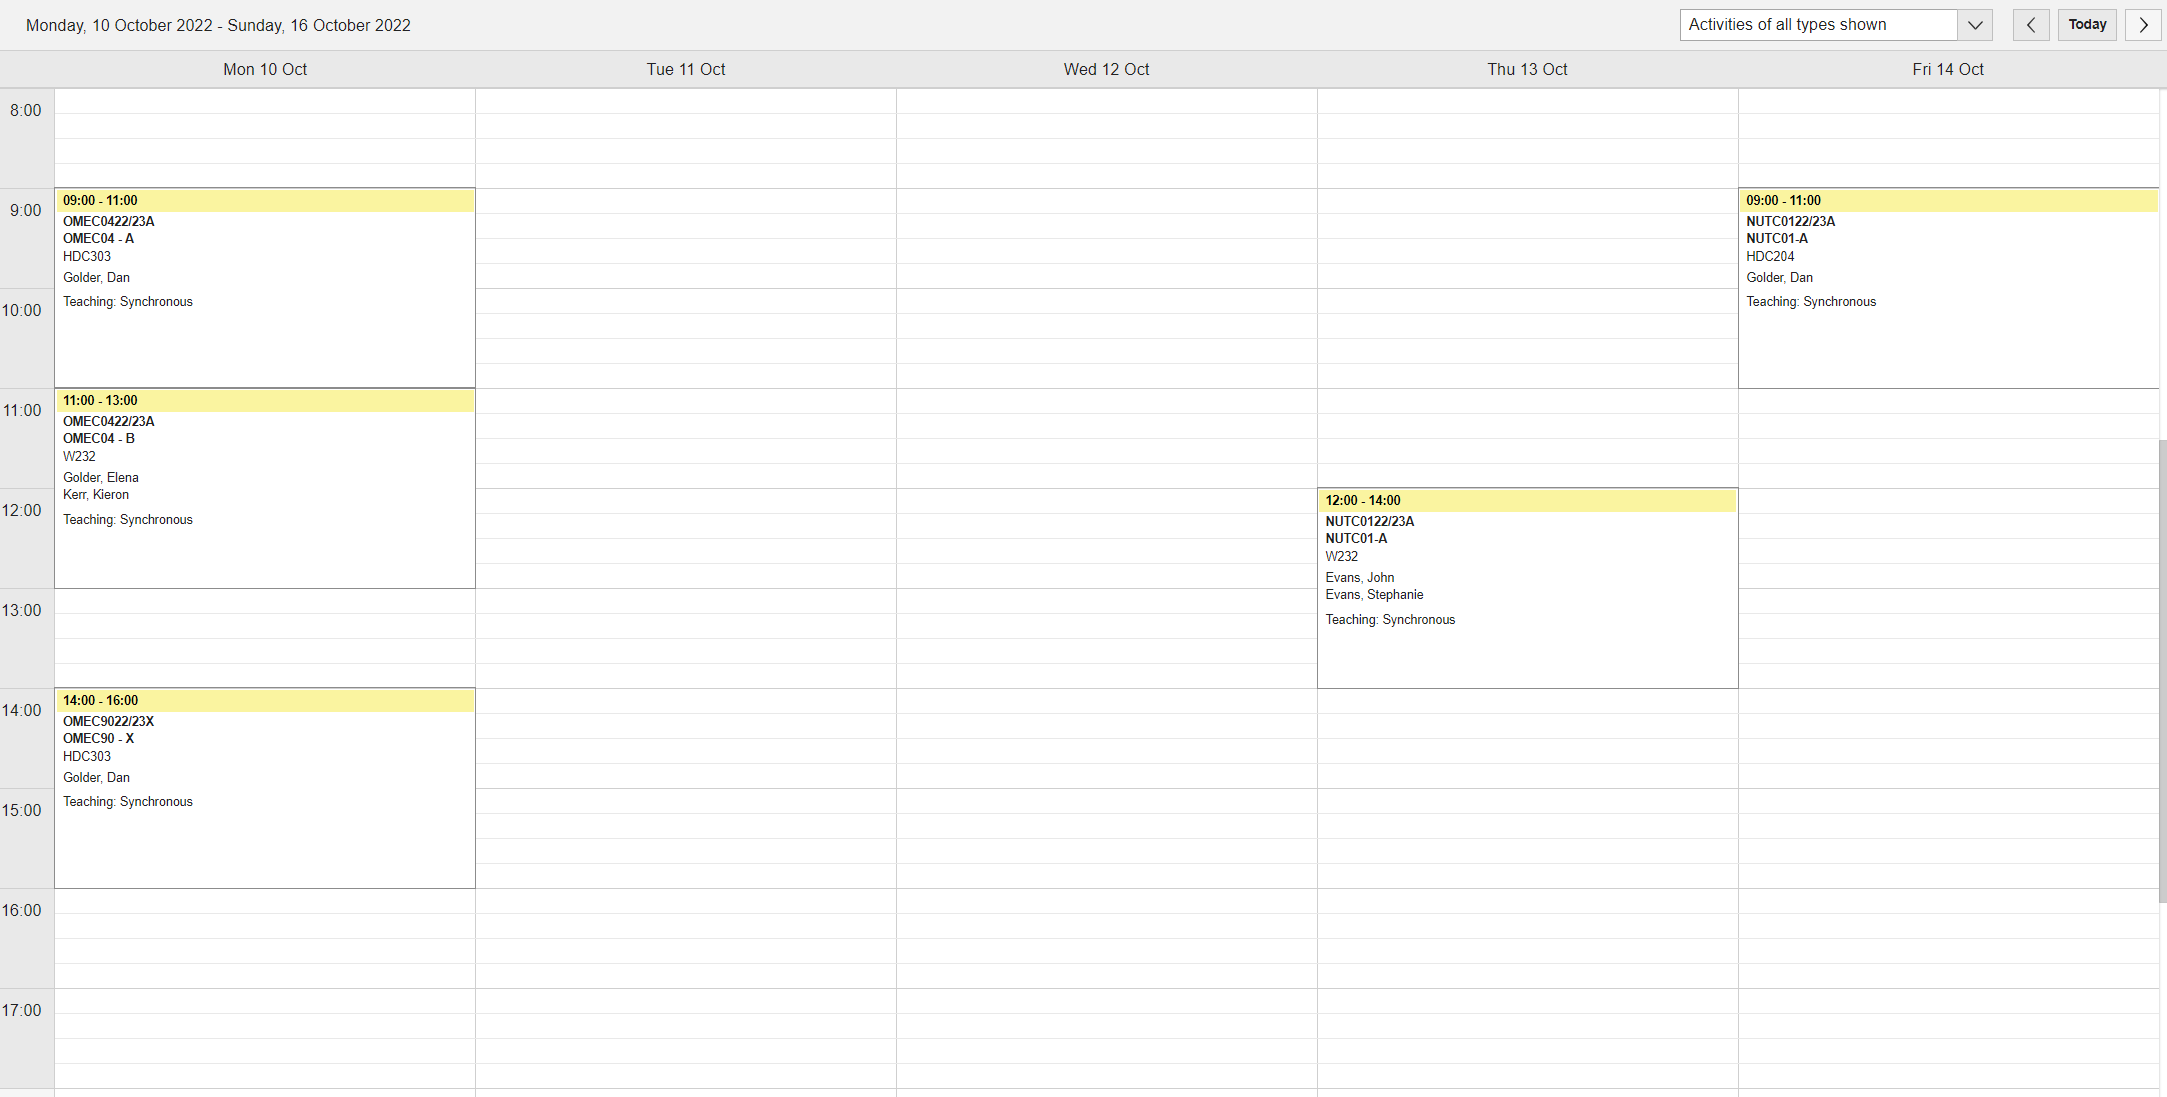 Monday, 10 October 2022 - Sunday, 16 October 2022
Activities of all types shown
Today
Mon 10 Oct
Tue 11 Oct
Wed 12 Oct
Thu 13 Oct
Fri 14 Oct
8:00
9:00
10:00
11:00
12:00
13:00
14:00
15:00
16:00
17:00
09:00 - 11:00
OMEC0422/23A
OMEC04 - A
HDC303
Golder, Dan
Teaching: Synchronous
11:00 - 13:00
OMEC0422/23A
OMEC04 - B
W232
Golder, Elena
Kerr, Kieron
Teaching: Synchronous
14:00 - 16:00
OMEC9022/23X
OMEC90 - X
HDC303
Golder, Dan
Teaching: Synchronous
12:00 - 14:00
NUTC0122/23A
NUTC01-A
W232
Evans, John
Evans, Stephanie
Teaching: Synchronous
09:00 - 11:00
NUTC0122/23A
NUTC01-A
HDC204
Golder, Dan
Teaching: Synchronous